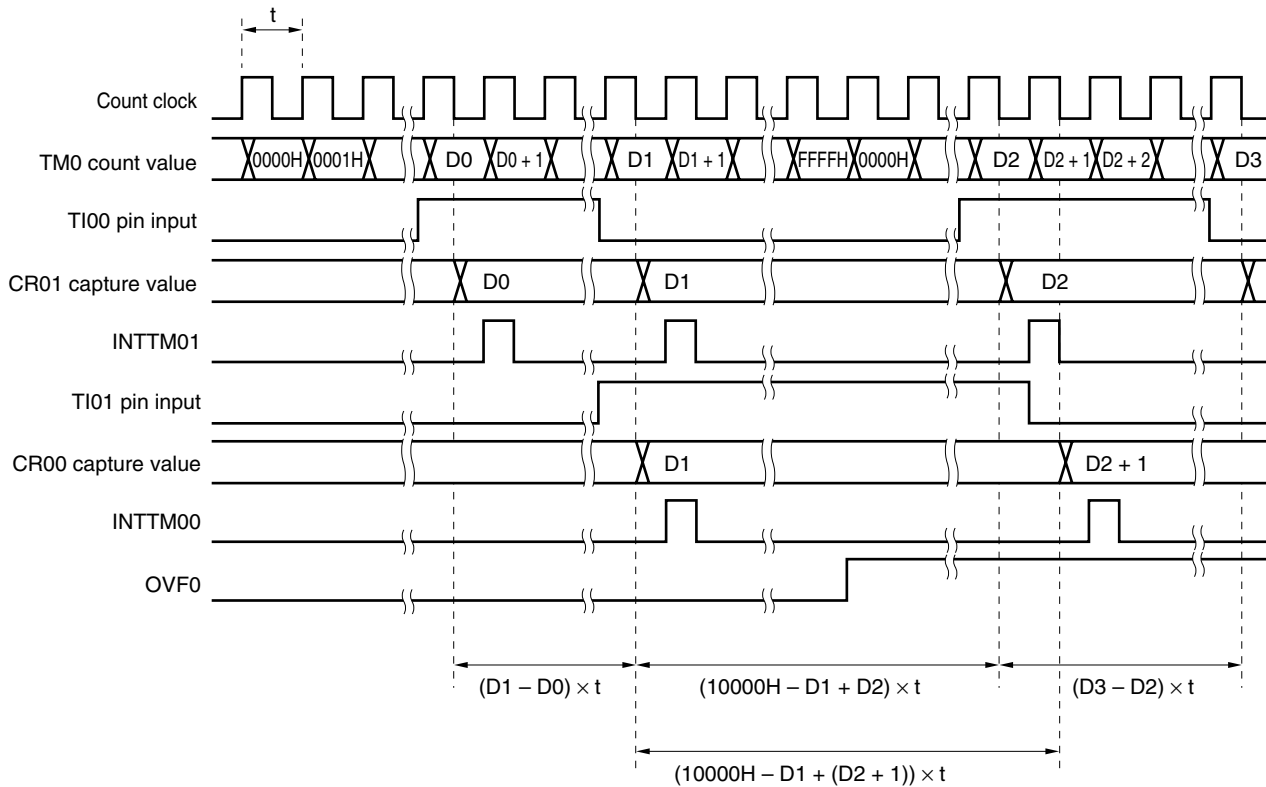 t
Count clock
TM0 count value 0000H 0001H D0 D0 + 1 D1 D1 + 1 FFFFH 0000H D2 D2 + 1 D2 + 2 D3
TI00 pin input
CR01 capture value D0 D1 D2
INTTM01
TI01 pin input
CR00 capture value D1 D2 + 1
INTTM00
OVF0
(D1 – D0) × t (10000H – D1 + D2) × t (D3 – D2) × t
(10000H – D1 + (D2 + 1)) × t